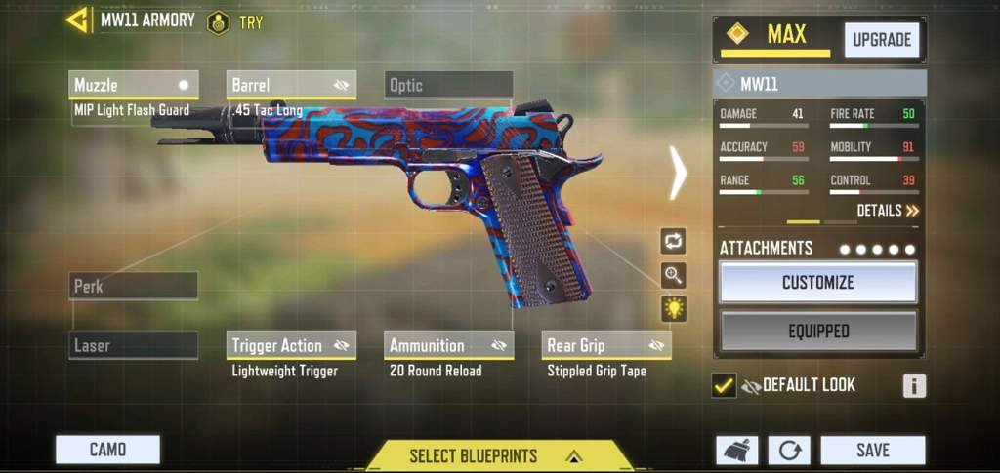 MW11 ARMORY TRY
MAX
UPGRADE
Muzzle
MIP Light Flash Guard
Barrel
.45 Tac Long
Optic
MW11
DAMAGE 41 FIRE RATE 50
ACCURACY 59 MOBILITY 91
RANGE 56 CONTROL 39
DETAILS
ATTACHMENTS
CUSTOMIZE
EQUIPPED
DEFAULT LOOK
Perk
Laser
Trigger Action
Lightweight Trigger
Ammunition
20 Round Reload
Rear Grip
Stippled Grip Tape
CAMO
SELECT BLUEPRINTS
SAVE